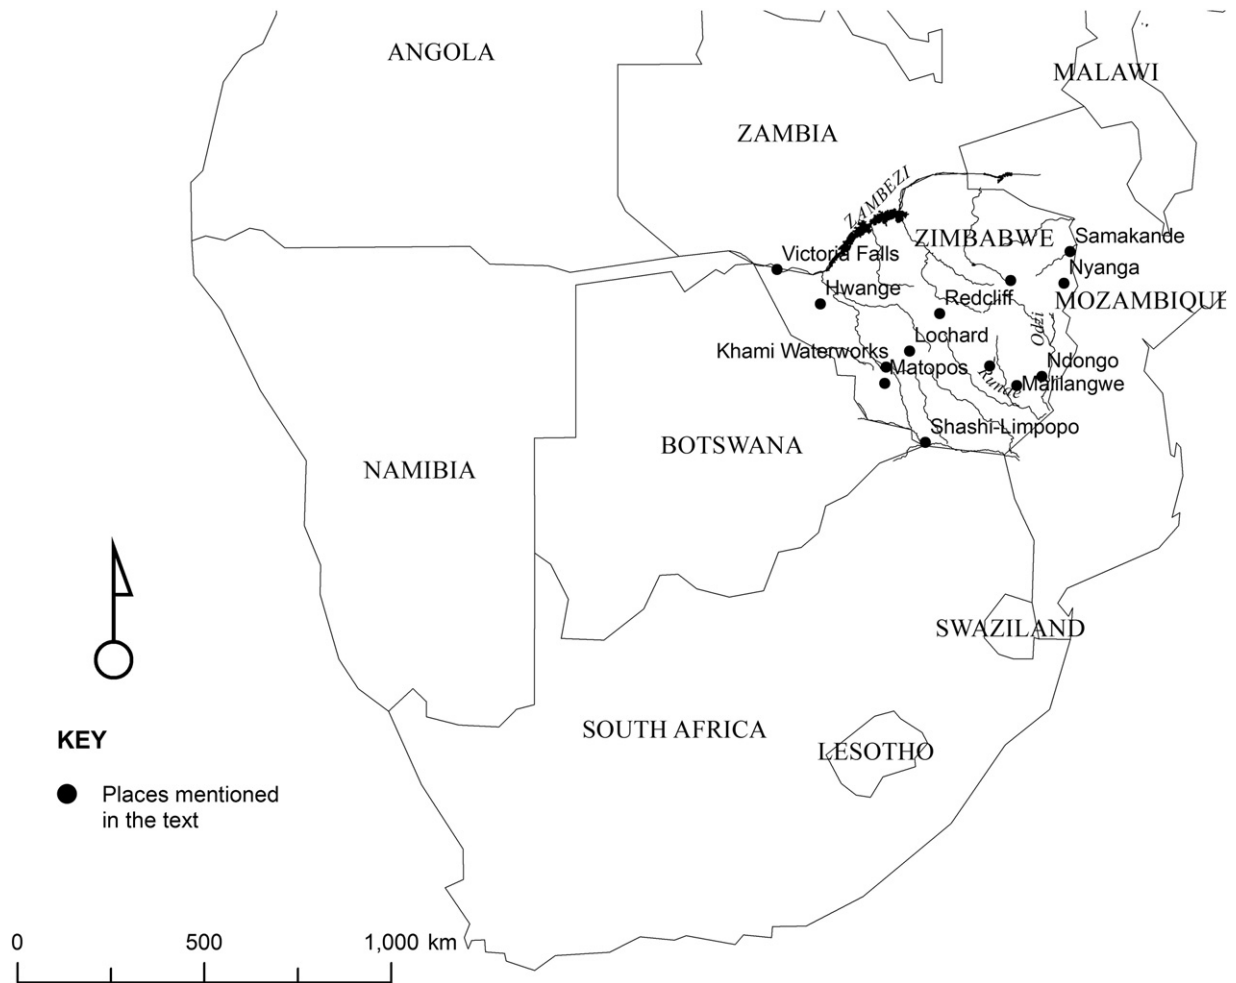 ANGOLA
MALAWI
ZAMBIA
ZAMBEZI
ZIMBABWE
Samakande
Victoria Falls
Nyanga
Hwange
Redcliff
MOZAMBIQUE
Odzi
Lochard
Khami Waterworks
Matopos
Ndongo
Runde
Malilangwe
Shashi-Limpopo
BOTSWANA
NAMIBIA
SWAZILAND
SOUTH AFRICA
LESOTHO
KEY
Places mentioned
in the text
0 500 1,000 km